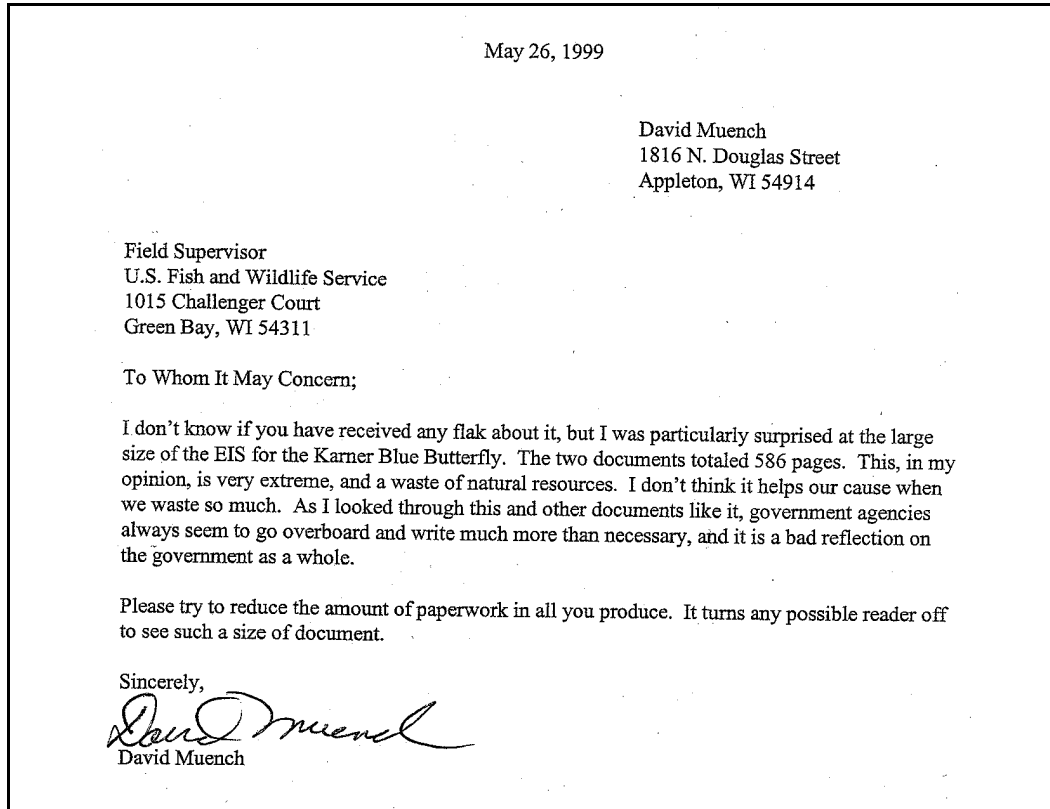 May 26, 1999
David Muench
1816 N. Douglas Street
Appleton, WI 54914
Field Supervisor
U.S. Fish and Wildlife Service
1015 Challenger Court
Green Bay, WI 54311
To Whom It May Concern;
I don't know if you have received any flak about it, but I was particularly surprised at the large
size of the EIS for the Karner Blue Butterfly.  The two documents totaled 586 pages.  This, in my
opinion, is very extreme, and a waste of natural resources.  I don't think it helps our cause when
we waste so much.  As I looked through this and other documents like it, government agencies
always seem to go overboard and write much more than necessary, and it is a bad reflection on
the government as a whole.
Please try to reduce the amount of paperwork in all you produce.  It turns any possible reader off
to see such a size of document.
Sincerely,
David Muench
David Muench